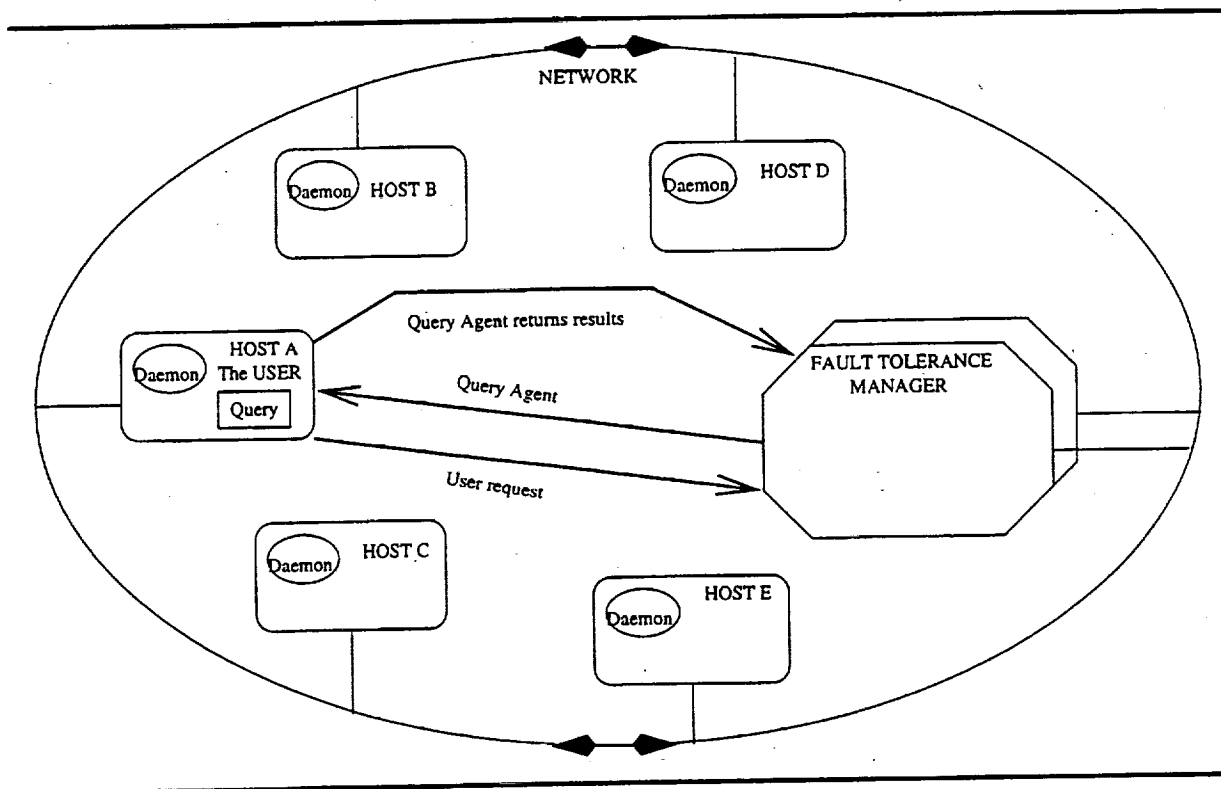 NETWORK
Daemon
HOST B
Daemon
HOST D
Query Agent returns results
Daemon
HOST A
The USER
Query
Query Agent
User request
FAULT TOLERANCE
MANAGER
Daemon
HOST C
Daemon
HOST E